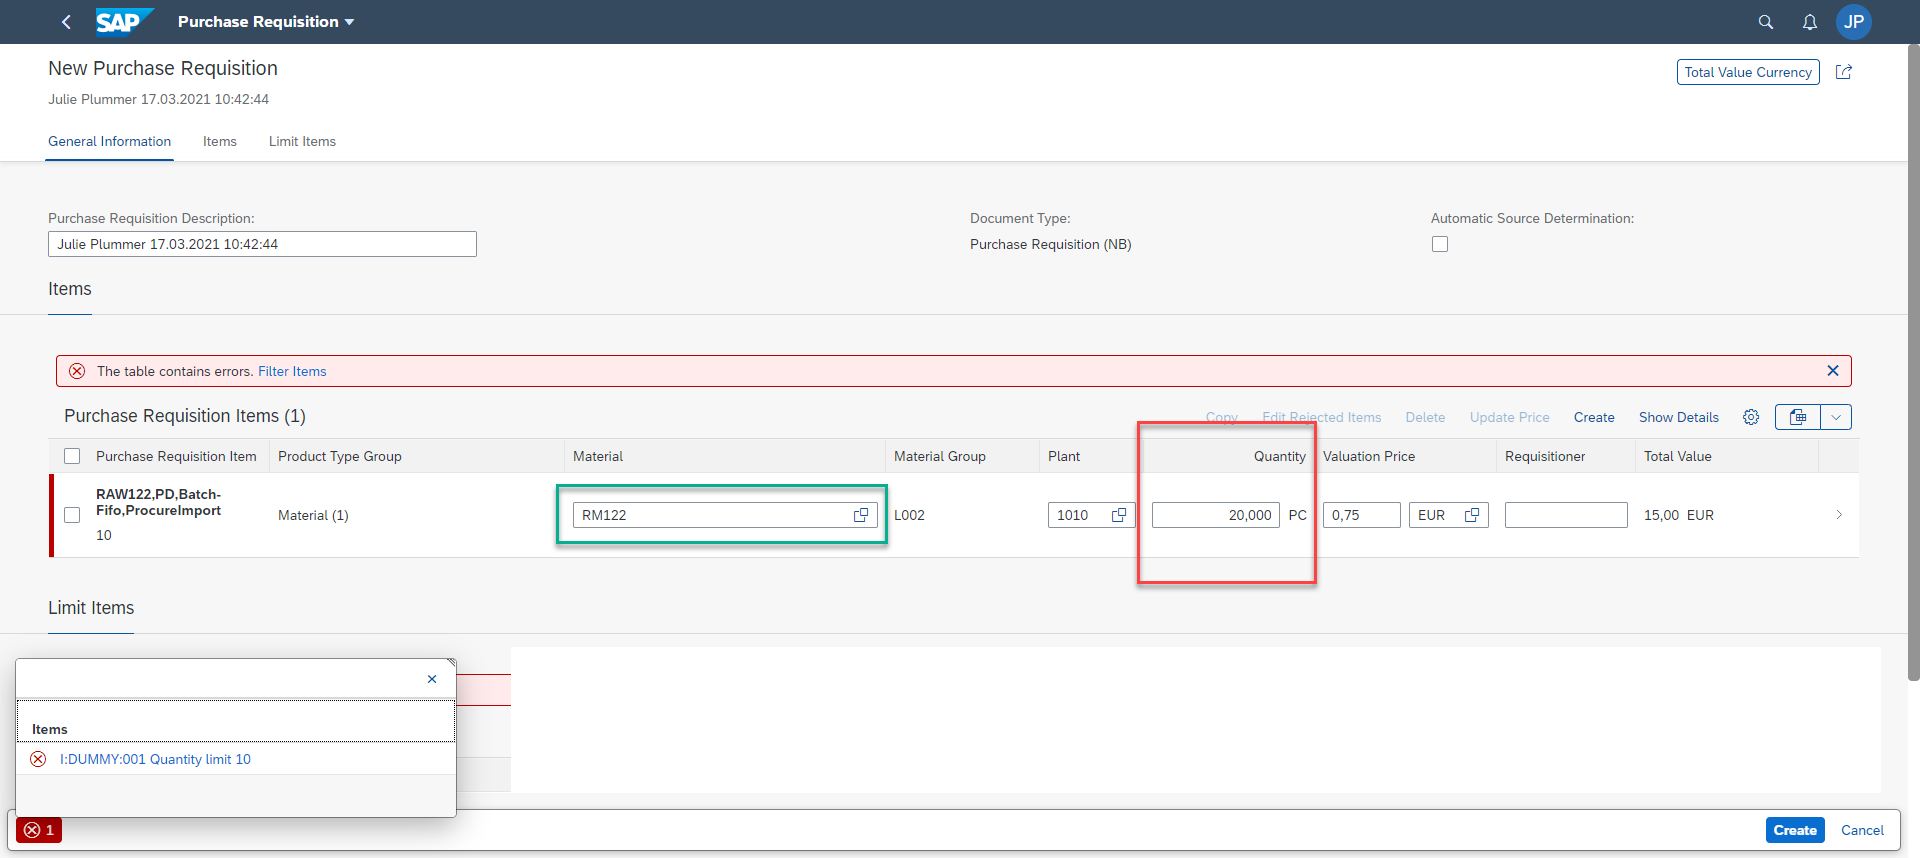 SAP Purchase Requisition JP
New Purchase Requisition
Total Value Currency
Julie Plummer 17.03.2021 10:42:44
General Information Items Limit Items
Purchase Requisition Description: Document Type: Automatic Source Determination:
Julie Plummer 17.03.2021 10:42:44 Purchase Requisition (NB)
Items
The table contains errors. Filter Items
Purchase Requisition Items (1) Copy Edit Rejected Items Delete Update Price Create Show Details
Purchase Requisition Item Product Type Group Material Material Group Plant Quantity Valuation Price Requisitioner Total Value
RAW122,PD,Batch-
Fifo,ProcureImport
Material (1) RM122 L002 1010 20,000 PC 0,75 EUR 15,00 EUR
10
Limit Items
Items
I:DUMMY:001 Quantity limit 10
1 Create Cancel